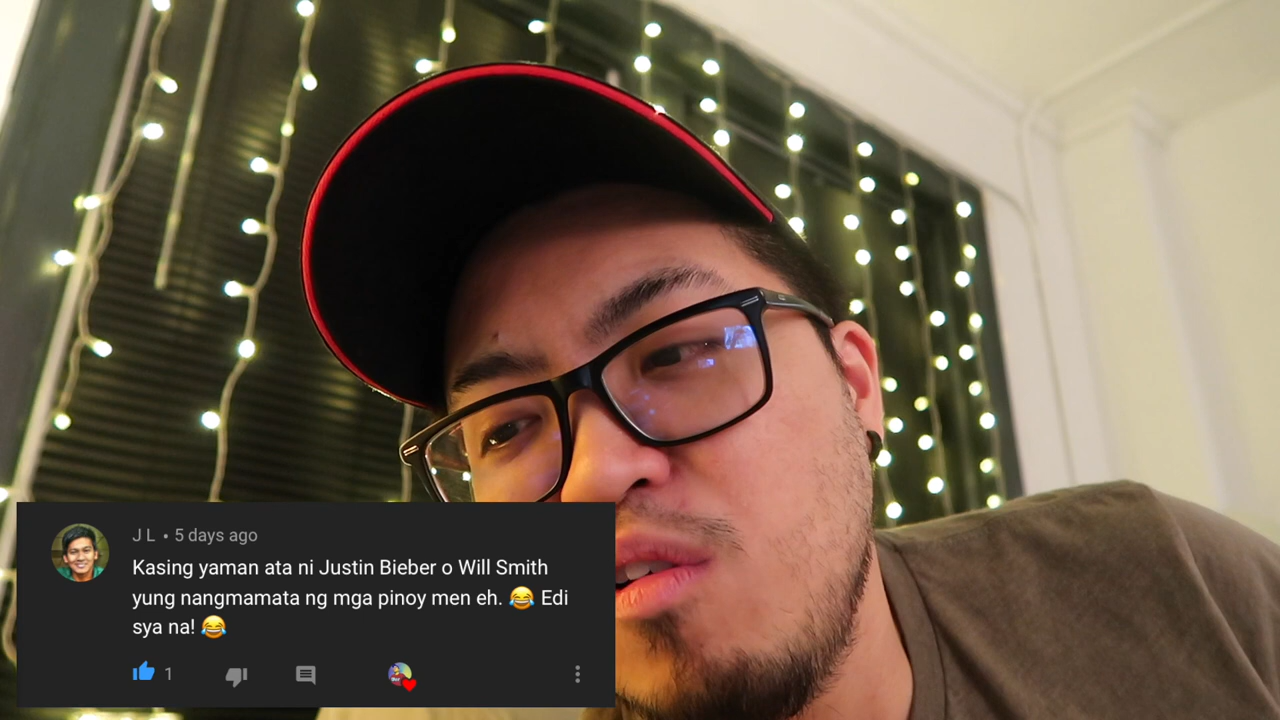 J L • 5 days ago
Kasing yaman ata ni Justin Bieber o Will Smith
yung nangmamata ng mga pinoy men eh. 😂 Edi
sya na! 😂
1